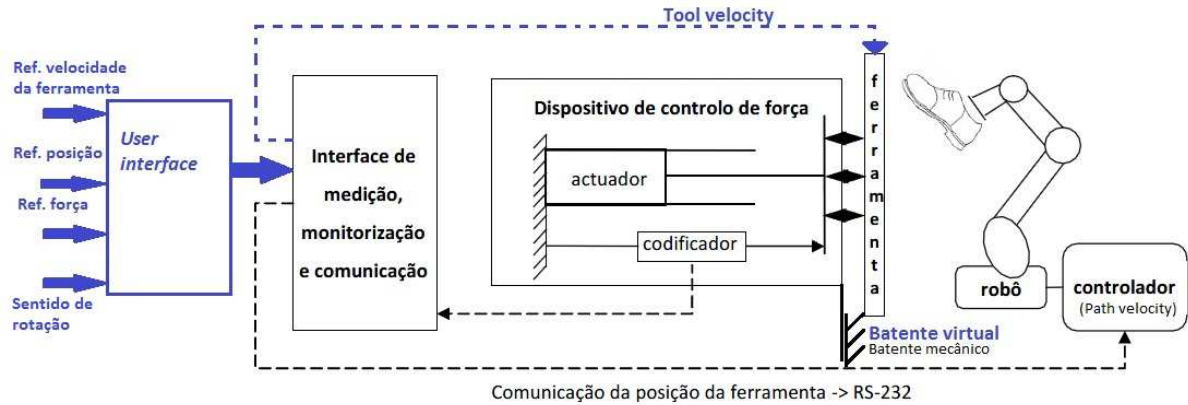 Tool velocity
Ref. velocidade
da ferramenta
Ref. posição
Ref. força
Sentido de
rotação
User
interface
Interface de
medição,
monitorização
e comunicação
Dispositivo de controlo de força
actuador
codificador
ferramenta
robô
controlador
(Path velocity)
Batente virtual
Batente mecânico
Comunicação da posição da ferramenta -> RS-232